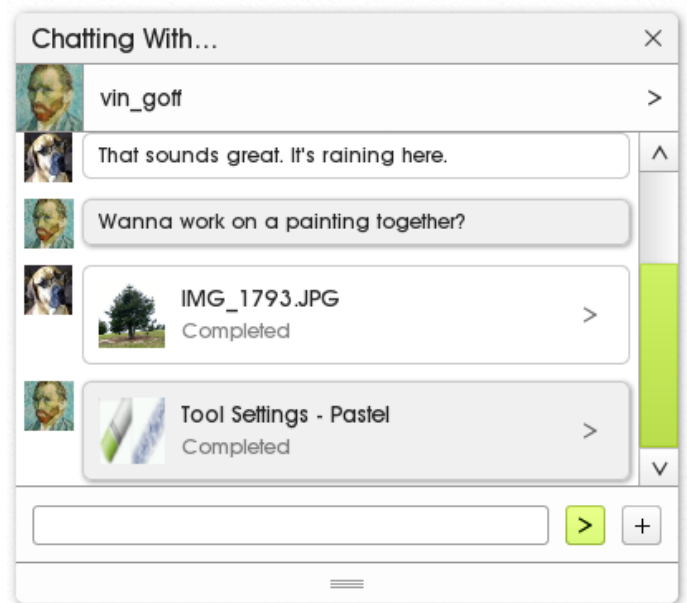 Chatting With...
vin_goff
That sounds great. It's raining here.
Wanna work on a painting together?
IMG_1793.JPG
Completed
Tool Settings - Pastel
Completed